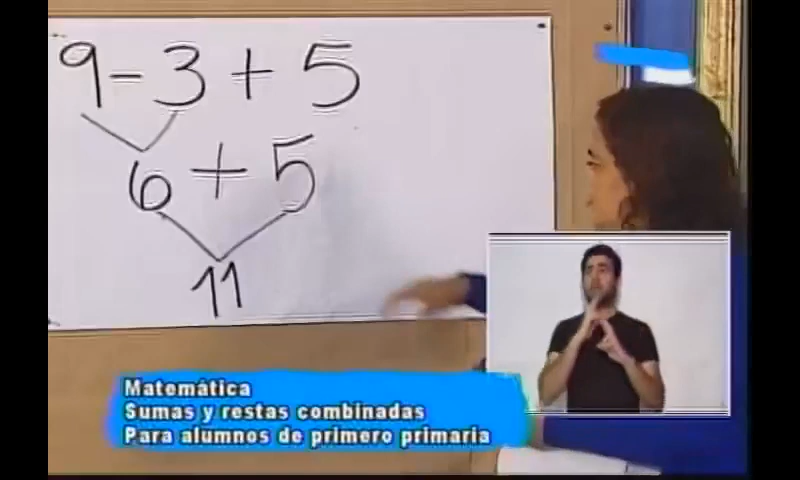 9 - 3 + 5
6 + 5
11
Matemática
Sumas y restas combinadas
Para alumnos de primero primaria